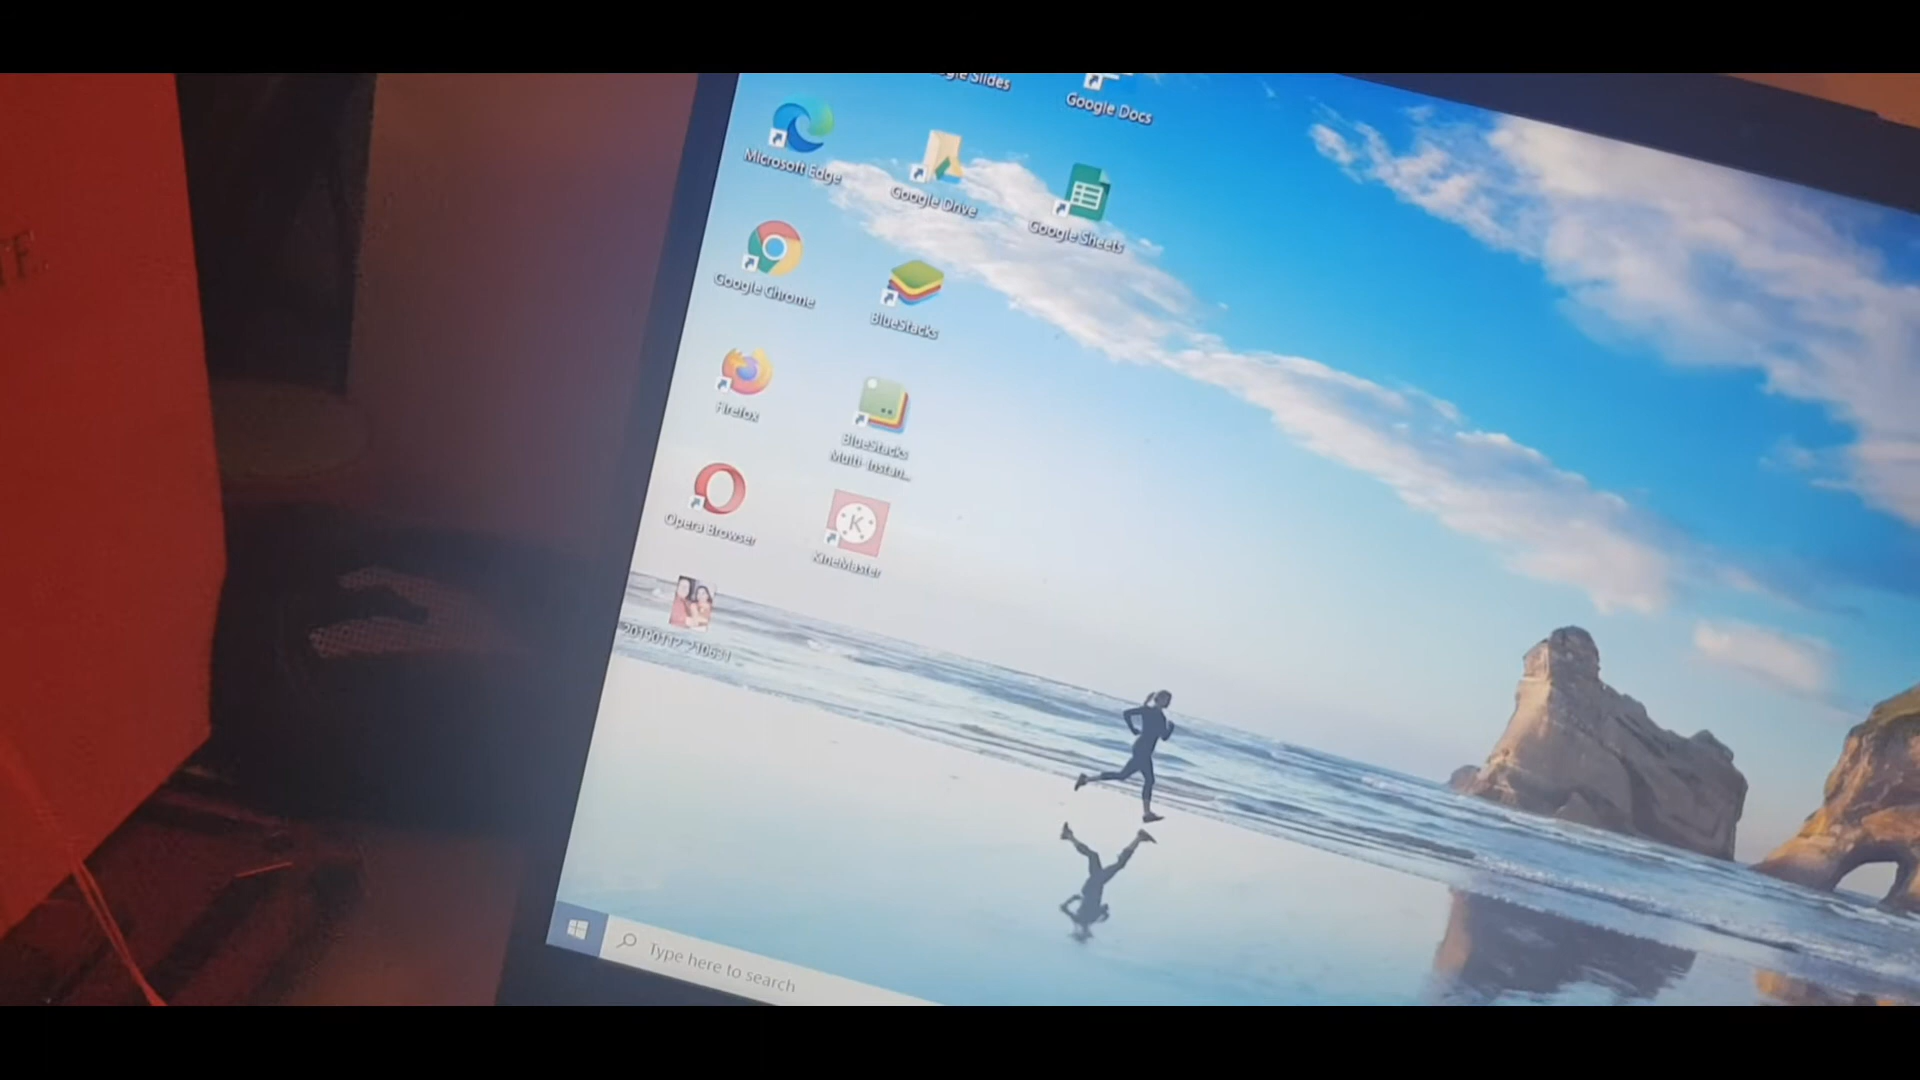 Google Slides
Google Docs
Microsoft Edge
Google Drive
Google Sheets
Google Chrome
BlueStacks
Firefox
BlueStacks
Multi-Instan...
Opera Browser
K
KineMaster
Type here to search